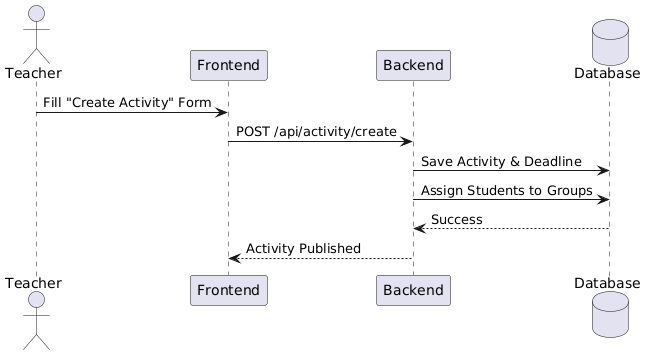 Teacher
Frontend
Backend
Database
Fill "Create Activity" Form
POST /api/activity/create
Save Activity & Deadline
Assign Students to Groups
Success
Activity Published
Teacher
Frontend
Backend
Database